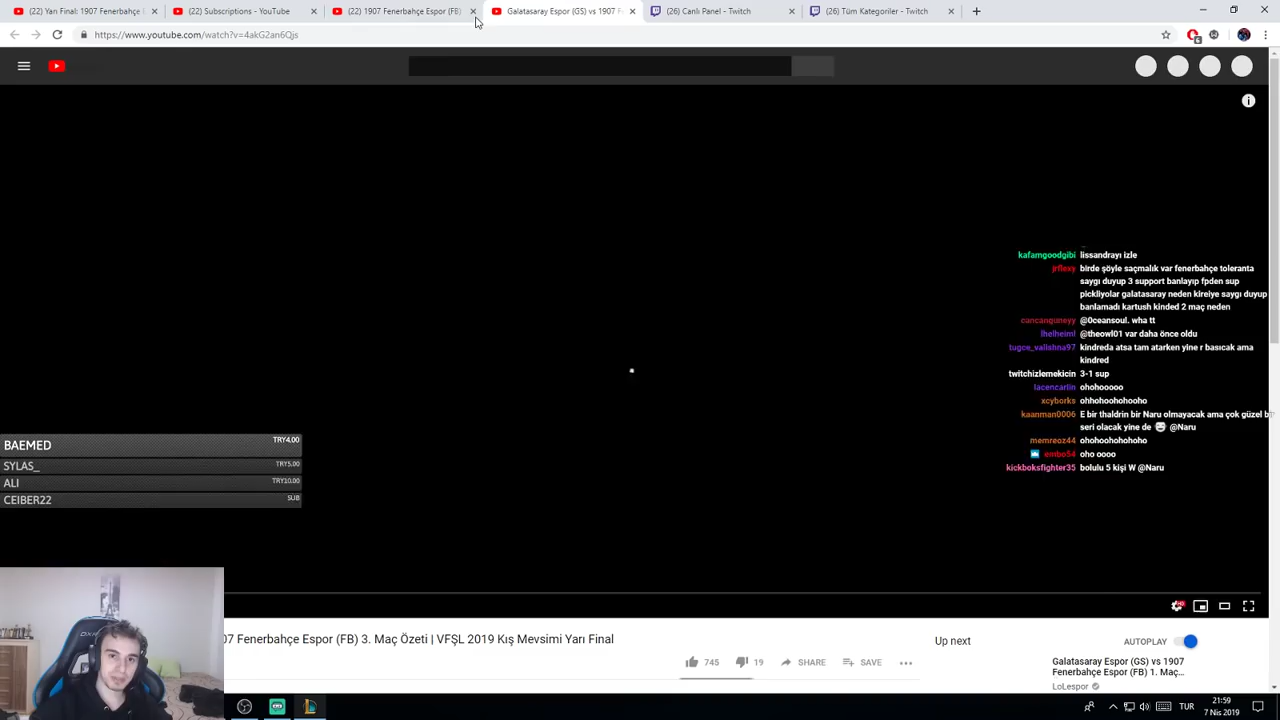 (22) Yarı Final: 1907 Fenerbahçe
(22) Subscriptions - YouTube
(22) 1907 Fenerbahçe Espor (FB)
Galatasaray Espor (GS) vs 1907 F
(26) Canlı Panel - Twitch
(26) Tüm Kategoriler - Twitch
https://www.youtube.com/watch?v=4akG2an6Qjs
kafamgoodgibi lissandrayı izle
jrflexy birde şöyle saçmalık var fenerbahçe toleranta
saygı duyup 3 support banlayıp fpden sup
pickliyolar galatasaray neden kireiye saygı duyup
banlamadı kartush kinded 2 maç neden
cancanquneyy @0ceansoul. wha tt
lhelheiml @theowl01 var daha önce oldu
tugce_valishna97 kindreda atsa tam atarken yine r basıcak ama
kindred
twitchizlemekicin 3-1 sup
lacencarlin ohohooooo
xcyborks ohhohoohohooho
kaanman0006 E bir thaldrin bir Naru olmayacak ama çok güzel bi
seri olacak yine de 😄 @Naru
memreoz44 ohohoohohohoho
embo54 oho oooo
kickboksfighter35 bolulu 5 kişi W @Naru
BAEMED TRY4.00
SYLAS_ TRY5.00
ALI TRY10.00
CEIBER22 SUB
HD
07 Fenerbahçe Espor (FB) 3. Maç Özeti | VFŞL 2019 Kış Mevsimi Yarı Final
745
19
SHARE
SAVE
Up next
AUTOPLAY
Galatasaray Espor (GS) vs 1907
Fenerbahçe Espor (FB) 1. Maç...
LoLespor
TUR
21:59
7 Nis 2019